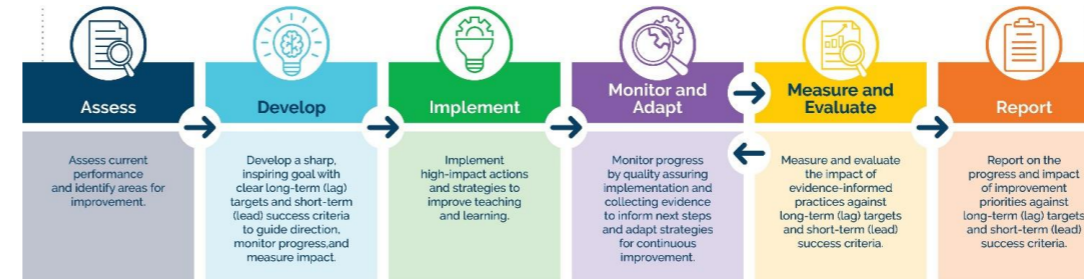 Assess
Develop
Implement
Monitor and
Adapt
Measure and
Evaluate
Report
Assess current
performance
and identify areas for
improvement.
Develop a sharp,
inspiring goal with
clear long-term (lag)
targets and short-term
(lead) success criteria
to guide direction,
monitor progress,and
measure impact.
Implement
high-impact actions
and strategies to
improve teaching
and learning.
Monitor progress
by quality assuring
implementation and
collecting evidence
to inform next steps
and adapt strategies
for continuous
improvement.
Measure and evaluate
the impact of
evidence-informed
practices against
long-term (lag) targets
and short-term (lead)
success criteria.
Report on the
progress and impact
of improvement
priorities against
long-term (lag) targets
and short-term (lead)
success criteria.